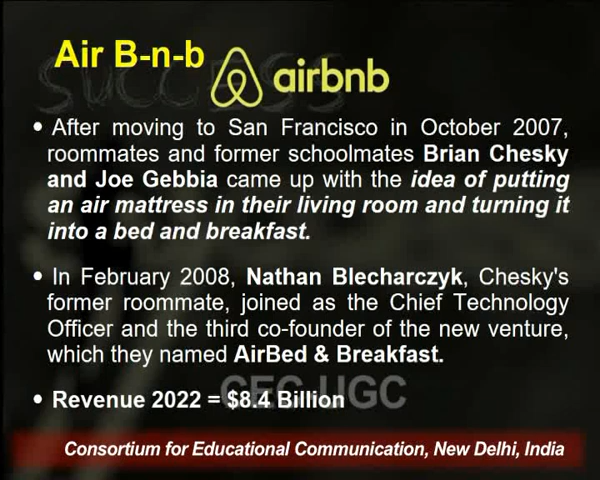 SUCCESS
Air B-n-b
airbnb
• After moving to San Francisco in October 2007,
roommates and former schoolmates Brian Chesky
and Joe Gebbia came up with the idea of putting
an air mattress in their living room and turning it
into a bed and breakfast.
• In February 2008, Nathan Blecharczyk, Chesky's
former roommate, joined as the Chief Technology
Officer and the third co-founder of the new venture,
which they named AirBed & Breakfast.
• Revenue 2022 = $8.4 Billion
CEC-UGC
Consortium for Educational Communication, New Delhi, India